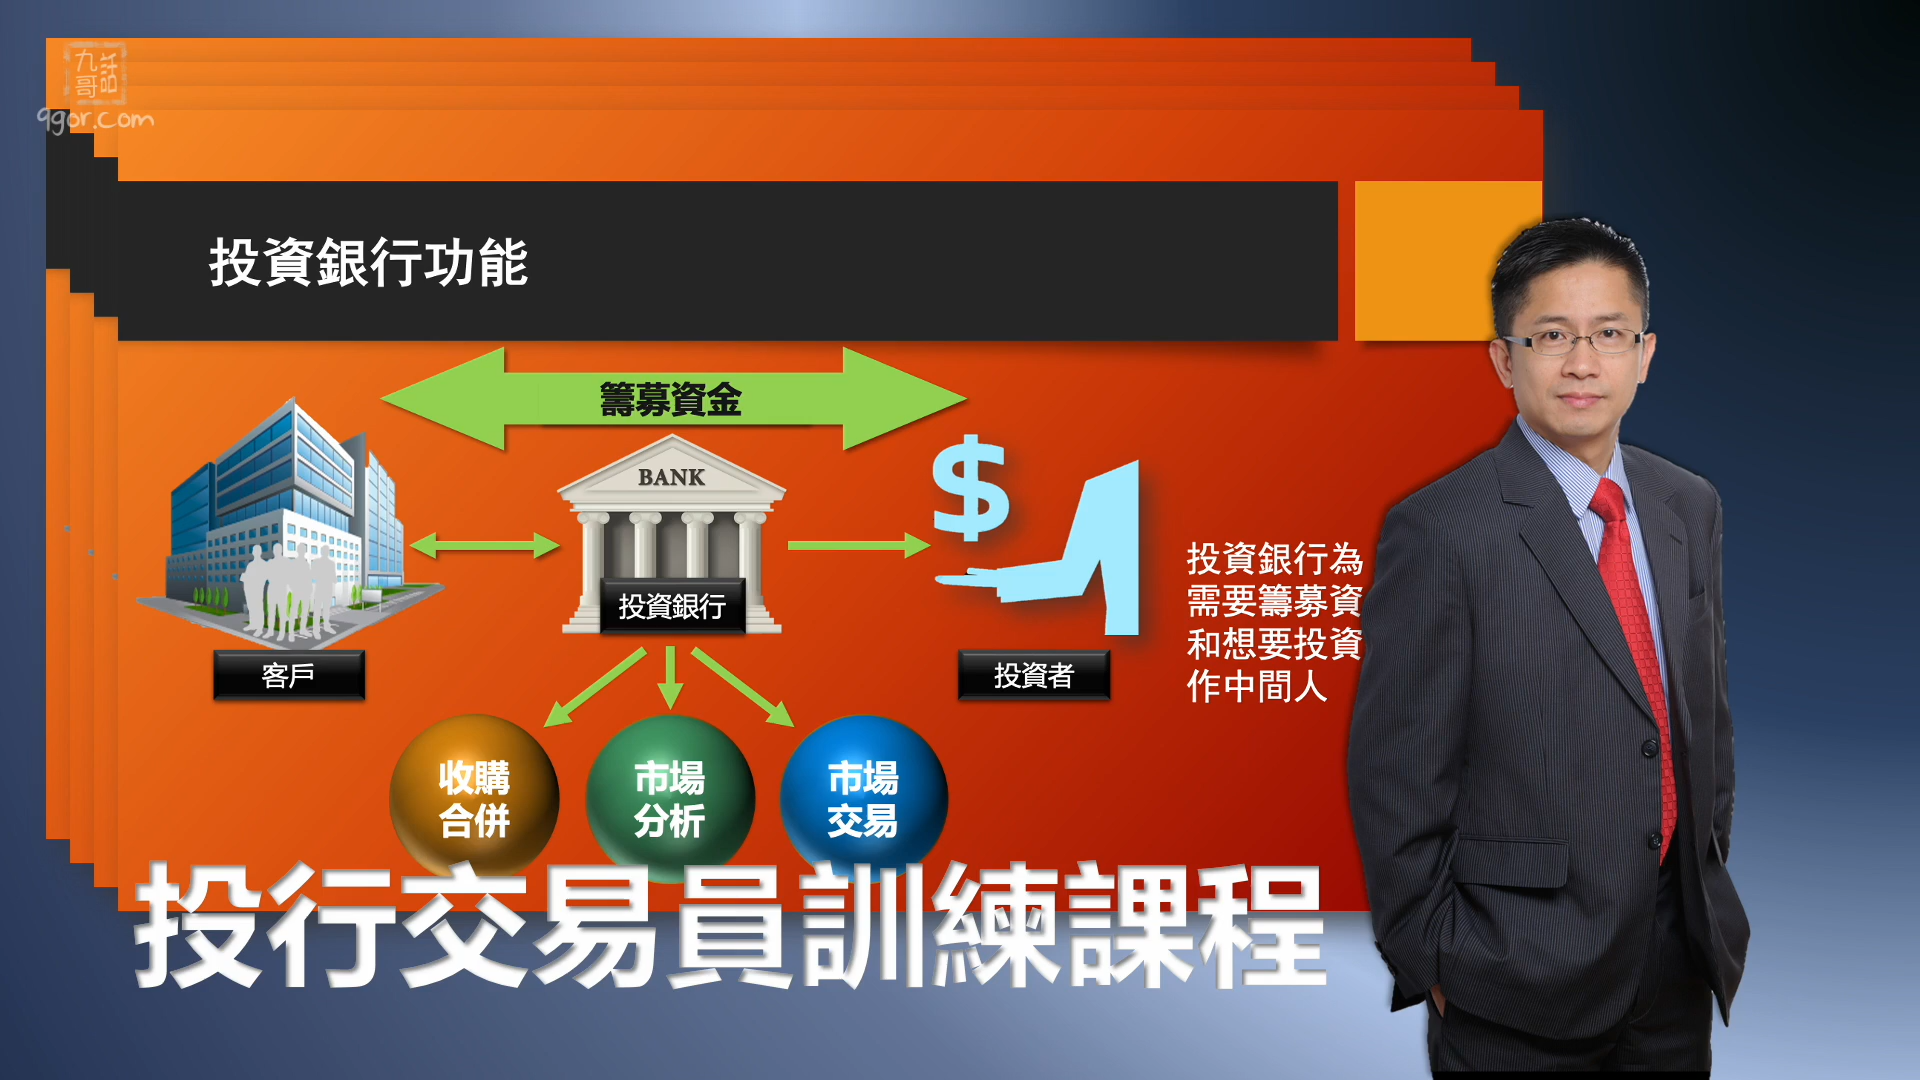 九哥話
9gor.com
投資銀行功能
籌募資金
BANK
投資銀行
客戶
投資者
投資銀行為
需要籌募資
和想要投資
作中間人
收購
合併
市場
分析
市場
交易
投行交易員訓練課程